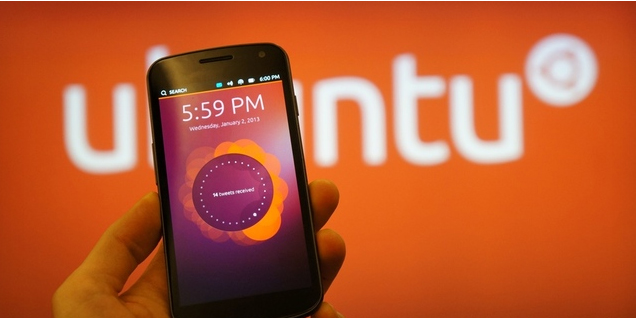 ubuntu
SEARCH
6:00 PM
5:59 PM
Wednesday, January 2, 2013
14 tweets received